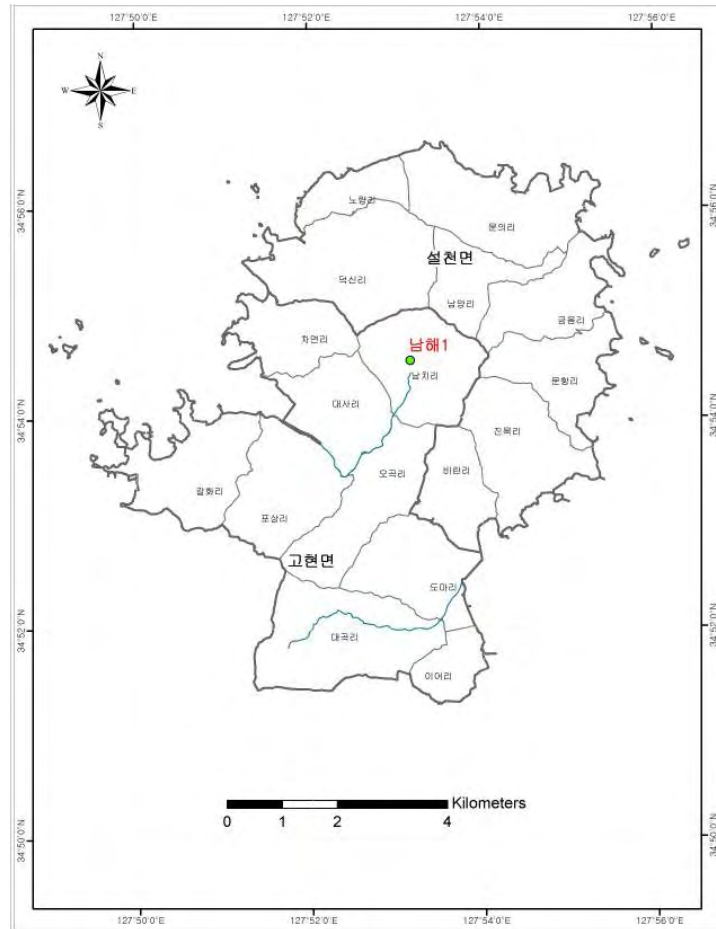 127°50'0"E
127°52'0"E
127°54'0"E
127°56'0"E
N
W
E
S
34°56'0"N
34°56'0"N
노량리
문의리
설천면
덕신리
남양리
금음리
차면리
남해1
남치리
문항리
대사리
34°54'0"N
34°54'0"N
진목리
오곡리
비란리
갈화리
포상리
고현면
도마리
34°52'0"N
34°52'0"N
대곡리
이어리
Kilometers
0 1 2 4
34°50'0"N
34°50'0"N
127°50'0"E
127°52'0"E
127°54'0"E
127°56'0"E